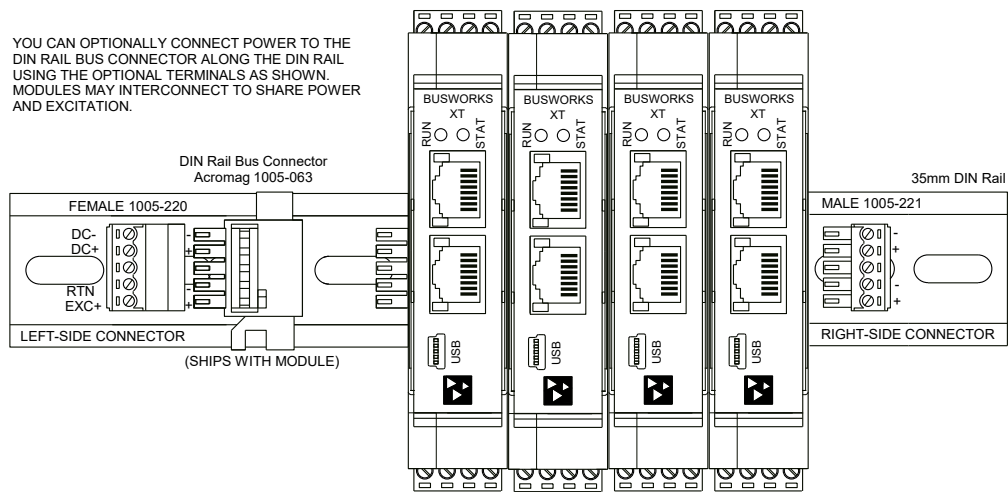 YOU CAN OPTIONALLY CONNECT POWER TO THE
DIN RAIL BUS CONNECTOR ALONG THE DIN RAIL
USING THE OPTIONAL TERMINALS AS SHOWN.
MODULES MAY INTERCONNECT TO SHARE POWER
AND EXCITATION.
DIN Rail Bus Connector
Acromag 1005-063
35mm DIN Rail
FEMALE 1005-220
DC-
DC+
RTN
EXC+
-
+
-
+
LEFT-SIDE CONNECTOR
(SHIPS WITH MODULE)
BUSWORKS
XT
RUN
STAT
USB
BUSWORKS
XT
RUN
STAT
USB
BUSWORKS
XT
RUN
STAT
USB
BUSWORKS
XT
RUN
STAT
USB
MALE 1005-221
-
+
-
+
RIGHT-SIDE CONNECTOR